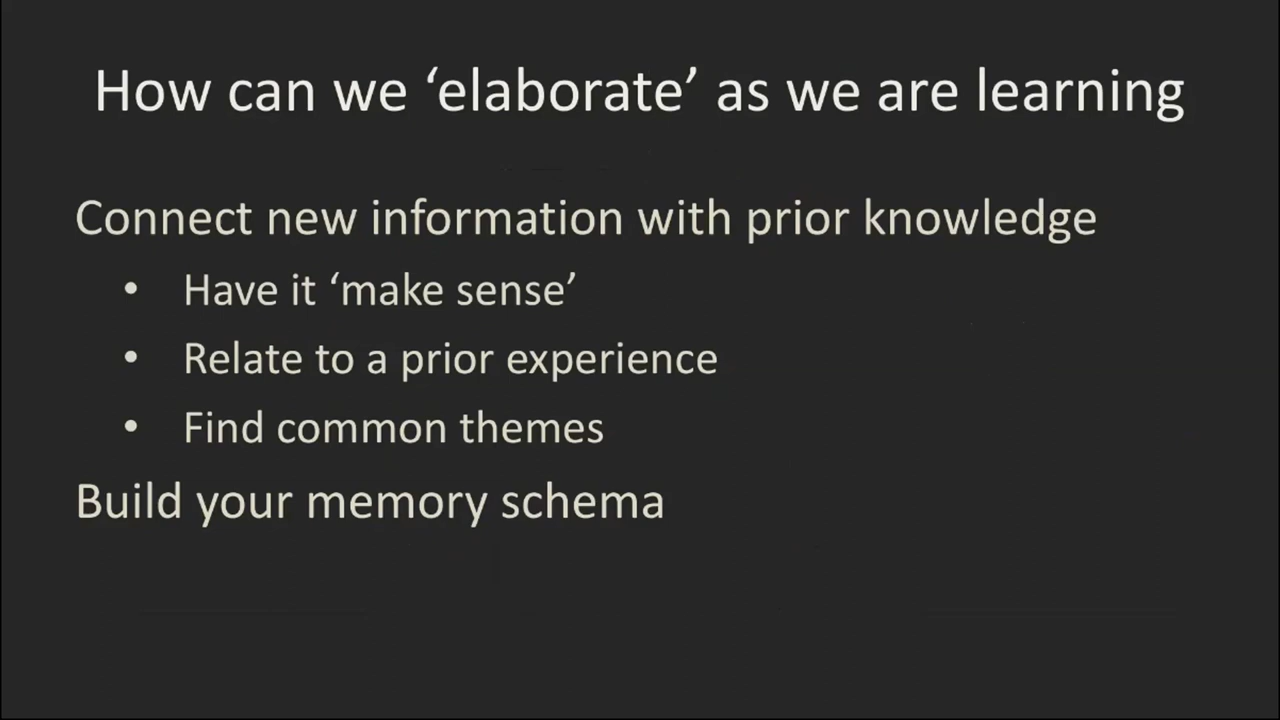 How can we ‘elaborate’ as we are learning
Connect new information with prior knowledge
• Have it ‘make sense’
• Relate to a prior experience
• Find common themes
Build your memory schema